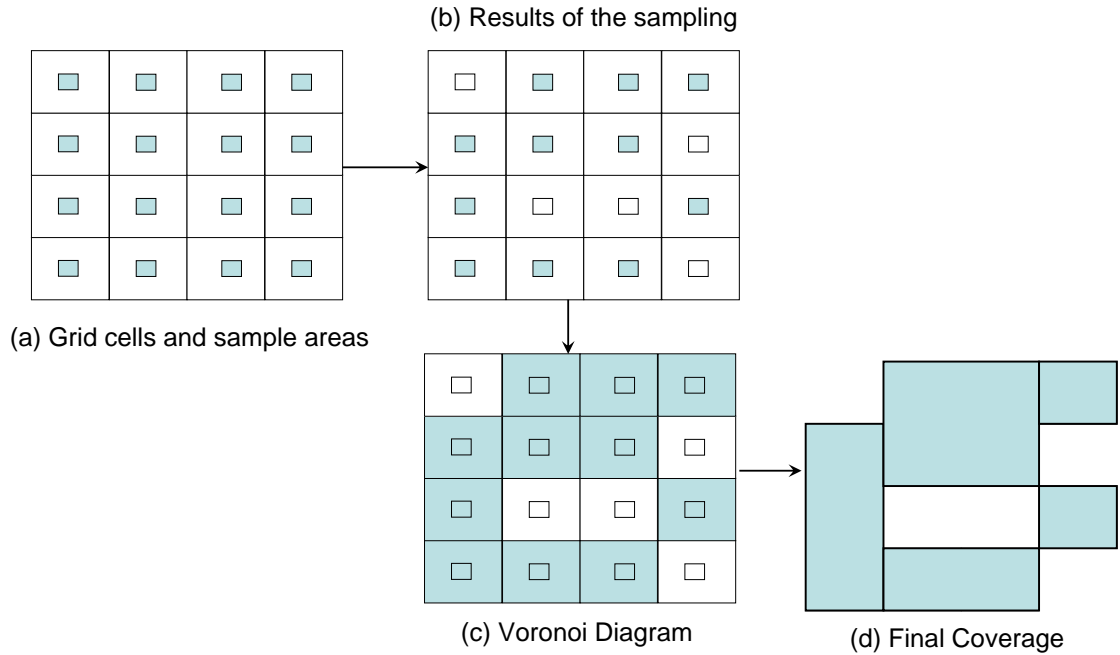 (b) Results of the sampling
(a) Grid cells and sample areas
(c) Voronoi Diagram
(d) Final Coverage